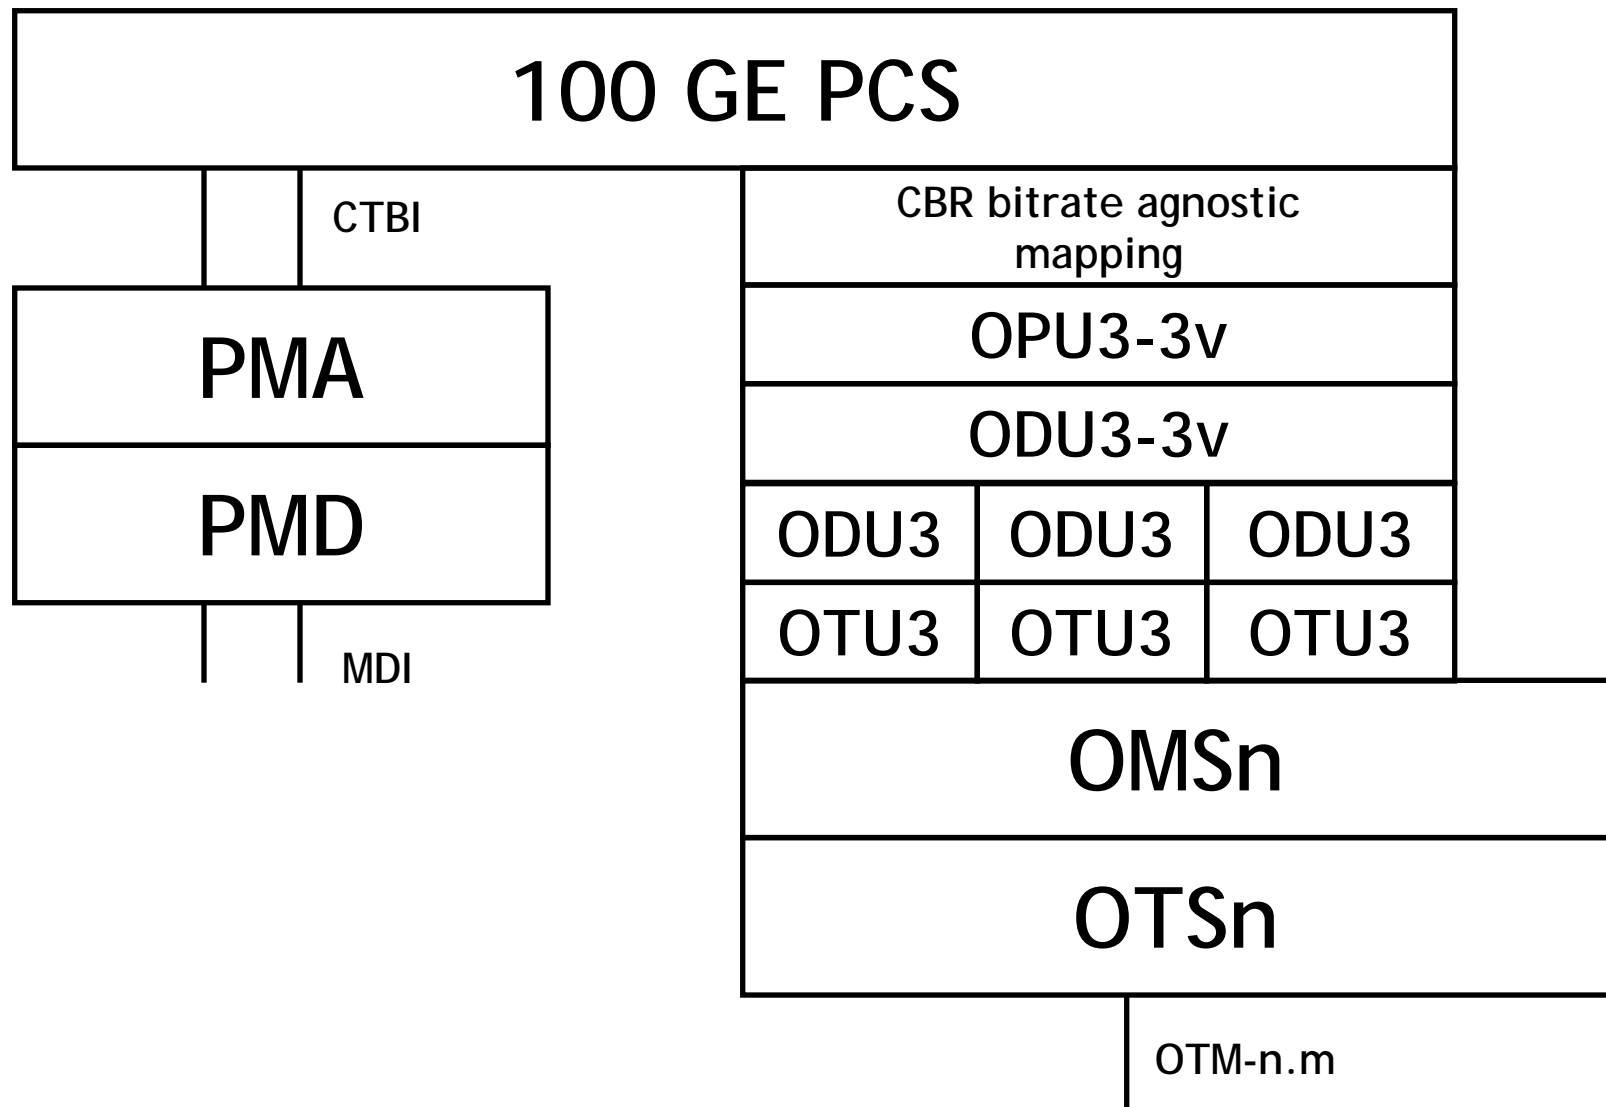 100 GE PCS
CTBI
CBR bitrate agnostic
mapping
PMA
OPU3-3v
ODU3-3v
PMD
ODU3 ODU3 ODU3
OTU3 OTU3 OTU3
MDI
OMSn
OTSn
OTM-n.m